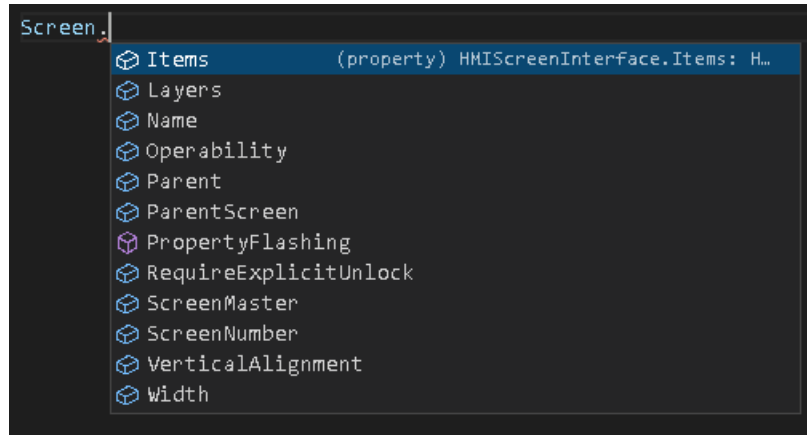 Screen.
Items (property) HMIScreenInterface.Items: H…
Layers
Name
Operability
Parent
ParentScreen
PropertyFlashing
RequireExplicitUnlock
ScreenMaster
ScreenNumber
VerticalAlignment
Width